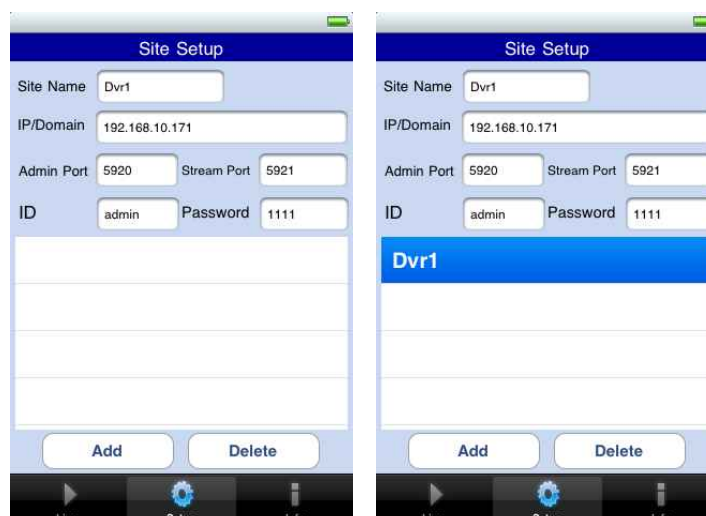 Site Setup
Site Name Dvr1
IP/Domain 192.168.10.171
Admin Port 5920 Stream Port 5921
ID admin Password 1111
Add Delete
Site Setup
Site Name Dvr1
IP/Domain 192.168.10.171
Admin Port 5920 Stream Port 5921
ID admin Password 1111
Dvr1
Add Delete